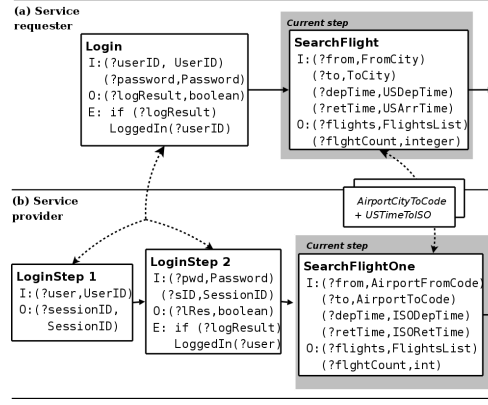 (a) Service
requester
Login
I:(?userID, UserID)
(?password,Password)
O:(?logResult,boolean)
E: if (?logResult)
LoggedIn(?userID)
Current step
SearchFlight
I:(?from,FromCity)
(?to,ToCity)
(?depTime,USDepTime)
(?retTime,USArrTime)
O:(?flights,FlightsList)
(?flghtCount,integer)
(b) Service
provider
AirportCityToCode
+ USTimeToISO
LoginStep 1
I:(?user,UserID)
O:(?sessionID,
SessionID)
LoginStep 2
I:(?pwd,Password)
(?sID,SessionID)
O:(?lRes,boolean)
E: if (?logResult)
LoggedIn(?user)
Current step
SearchFlightOne
I:(?from,AirportFromCode)
(?to,AirportToCode)
(?depTime,ISODepTime)
(?retTime,ISORetTime)
O:(?flights,FlightsList)
(?flghtCount,int)